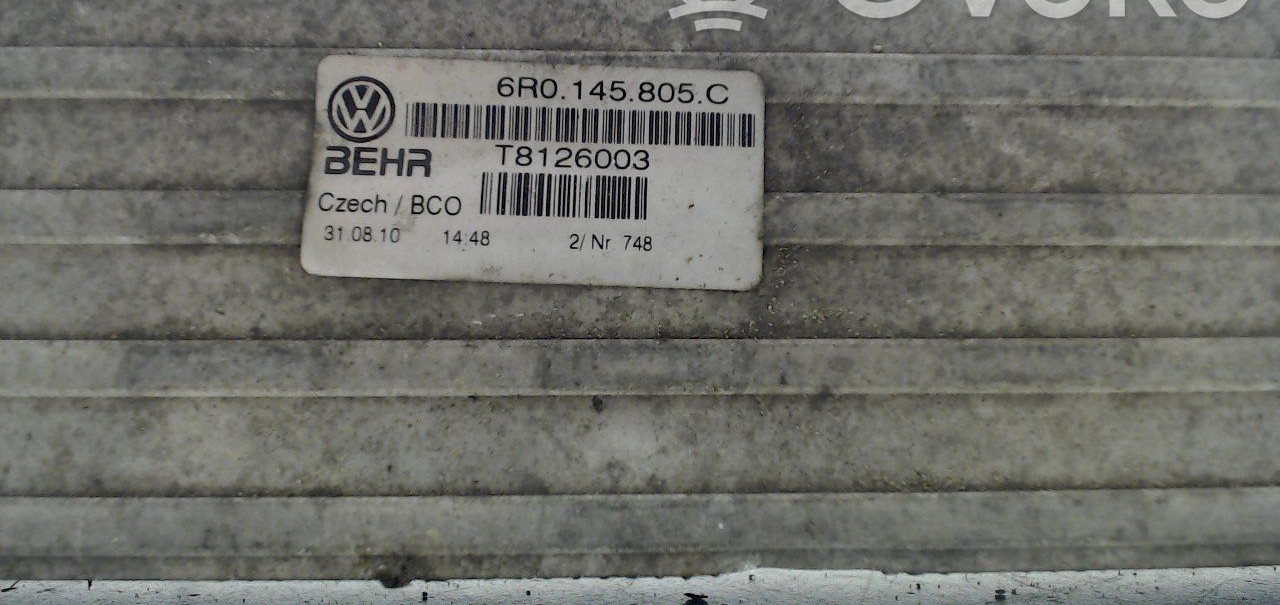 6R0.145.805.C
BEHR
T8126003
Czech / BCO
31.08.10 14:48 2/ Nr. 748